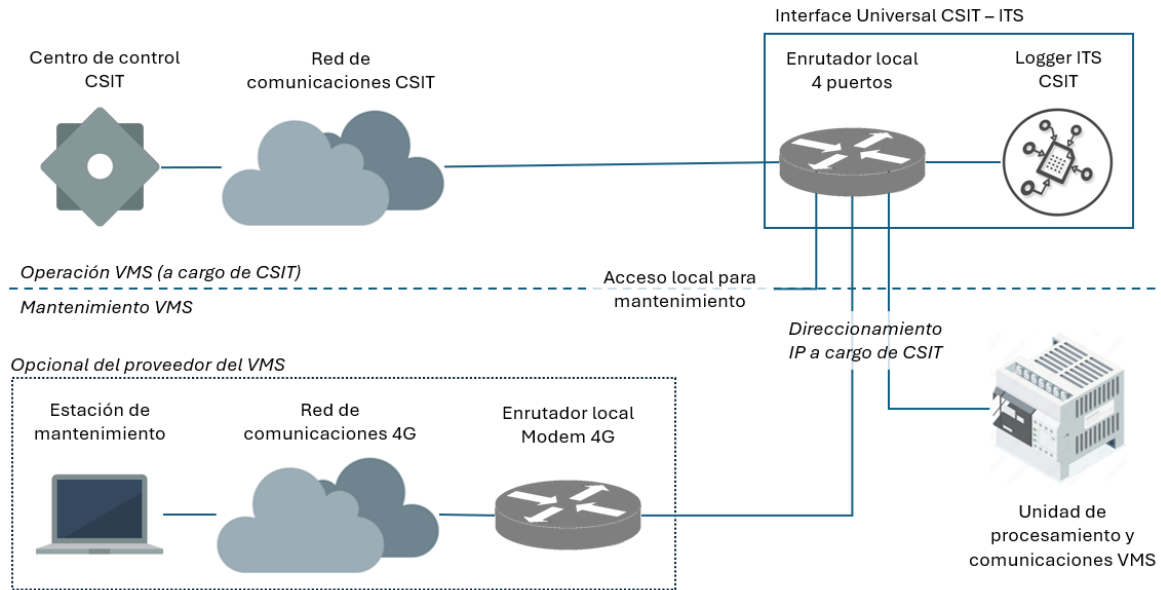 Interface Universal CSIT – ITS
Centro de control
CSIT
Red de
comunicaciones CSIT
Enrutador local
4 puertos
Logger ITS
CSIT
Operación VMS (a cargo de CSIT)
Mantenimiento VMS
Acceso local para
mantenimiento
Direccionamiento
IP a cargo de CSIT
Opcional del proveedor del VMS
Estación de
mantenimiento
Red de
comunicaciones 4G
Enrutador local
Modem 4G
Unidad de
procesamiento y
comunicaciones VMS